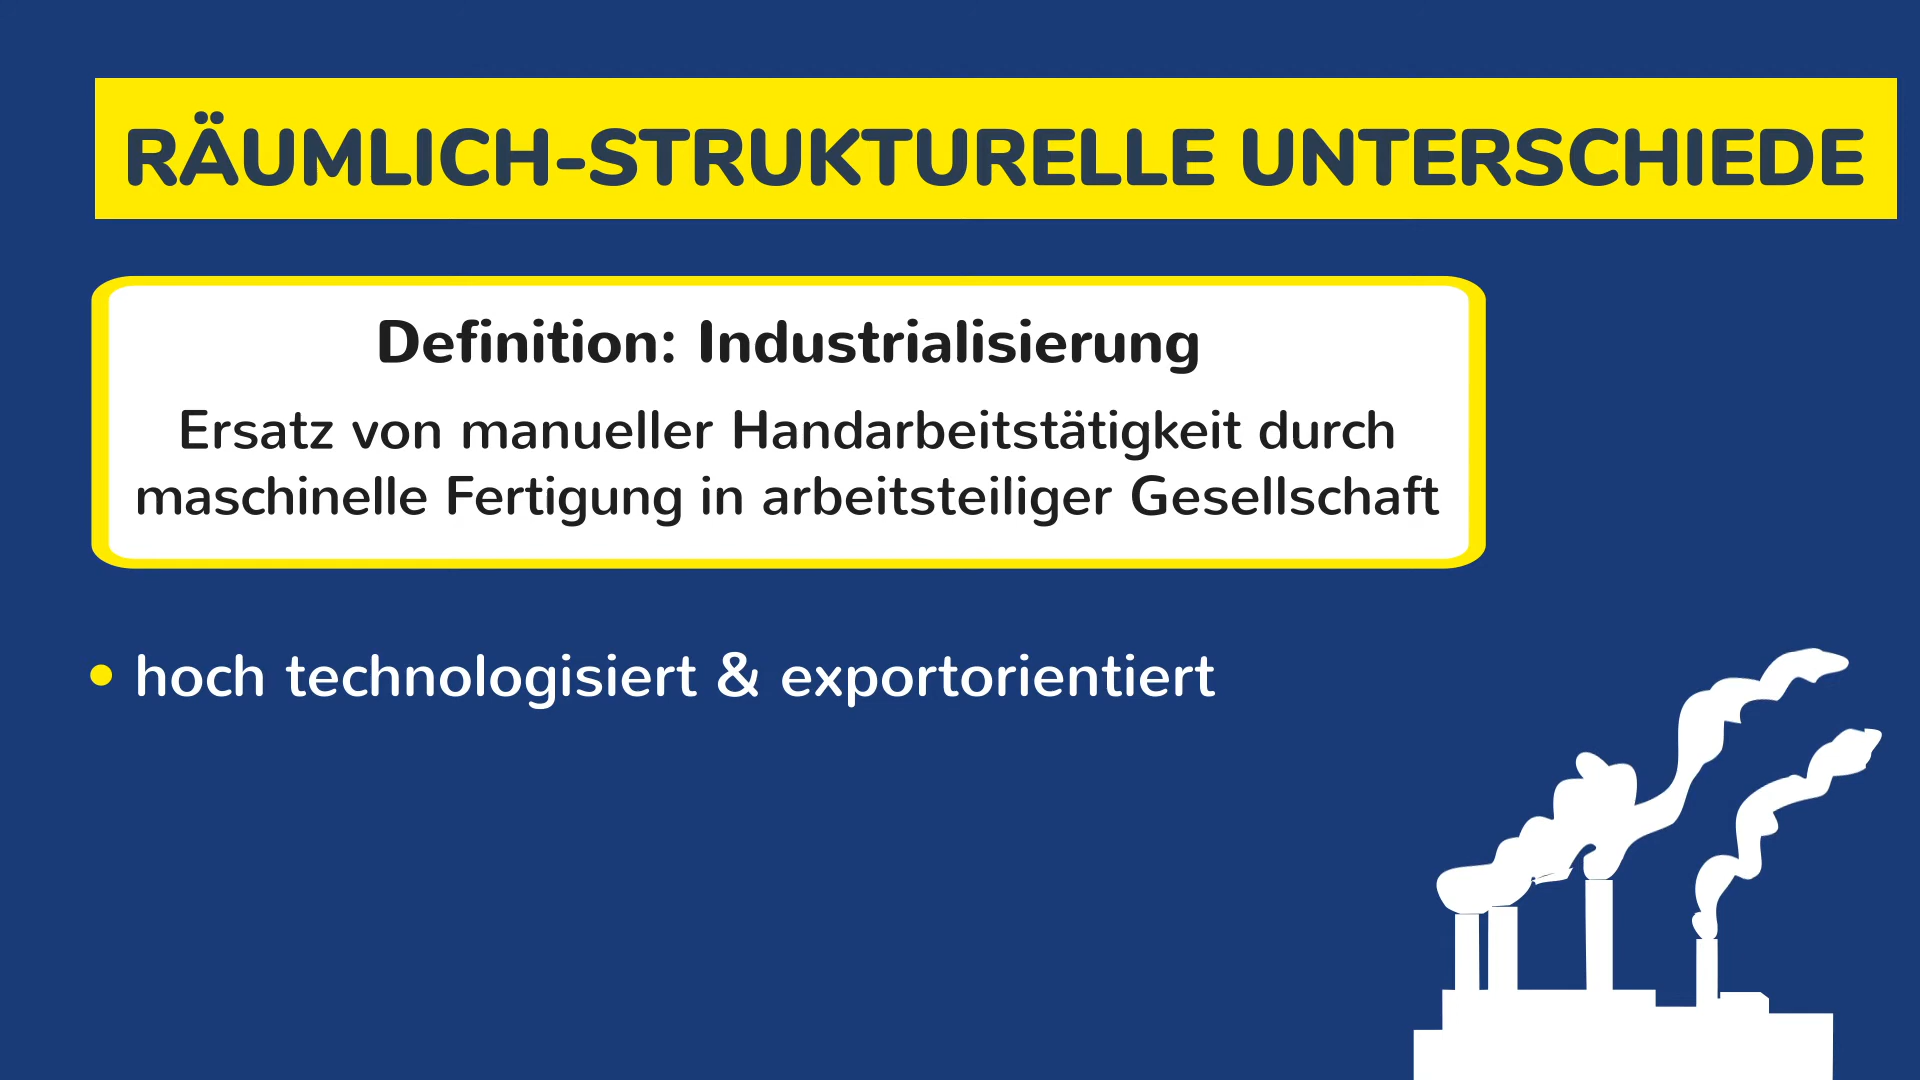 RÄUMLICH-STRUKTURELLE UNTERSCHIEDE
Definition: Industrialisierung
Ersatz von manueller Handarbeitstätigkeit durch
maschinelle Fertigung in arbeitsteiliger Gesellschaft
• hoch technologisiert & exportorientiert